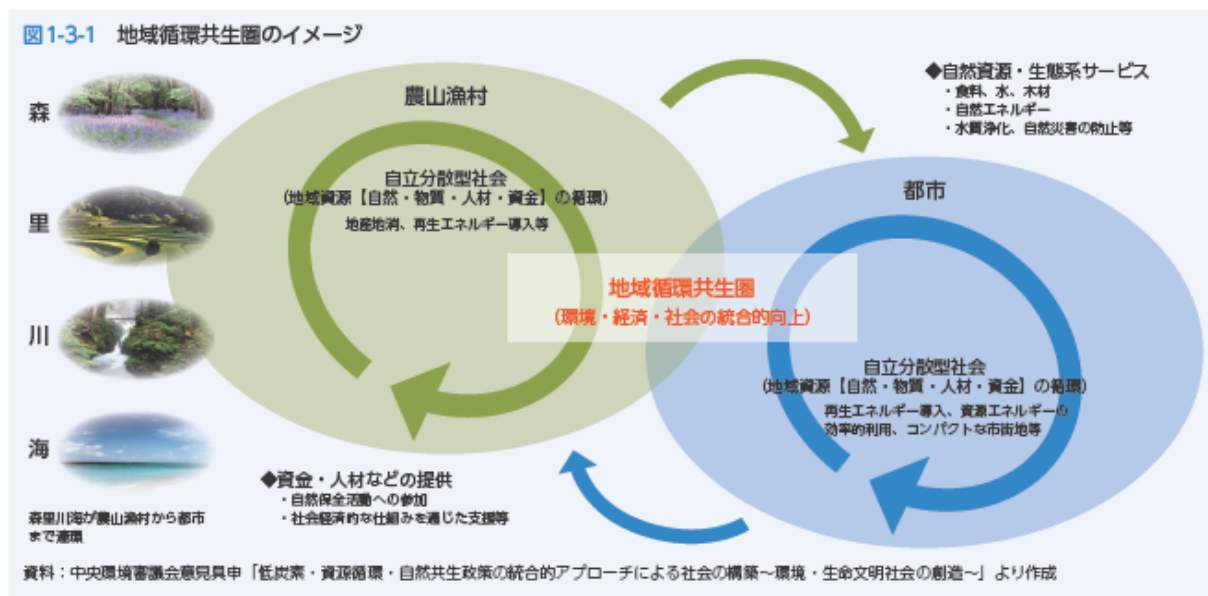 図1-3-1 地域循環共生圏のイメージ
森
里
川
海
森里川海が農山漁村から都市
まで連環
農山漁村
自立分散型社会
(地域資源【自然・物質・人材・資金】の循環)
地産地消、再生エネルギー導入等
◆自然資源・生態系サービス
・食料、水、木材
・自然エネルギー
・水質浄化、自然災害の防止等
都市
地域循環共生圏
(環境・経済・社会の統合的向上)
自立分散型社会
(地域資源【自然・物質・人材・資金】の循環)
再生エネルギー導入、資源エネルギーの
効率的利用、コンパクトな市街地等
◆資金・人材などの提供
・自然保全活動への参加
・社会経済的な仕組みを通じた支援等
資料:中央環境審議会意見具申「低炭素・資源循環・自然共生政策の統合的アプローチによる社会の構築~環境・生命文明社会の創造~」より作成